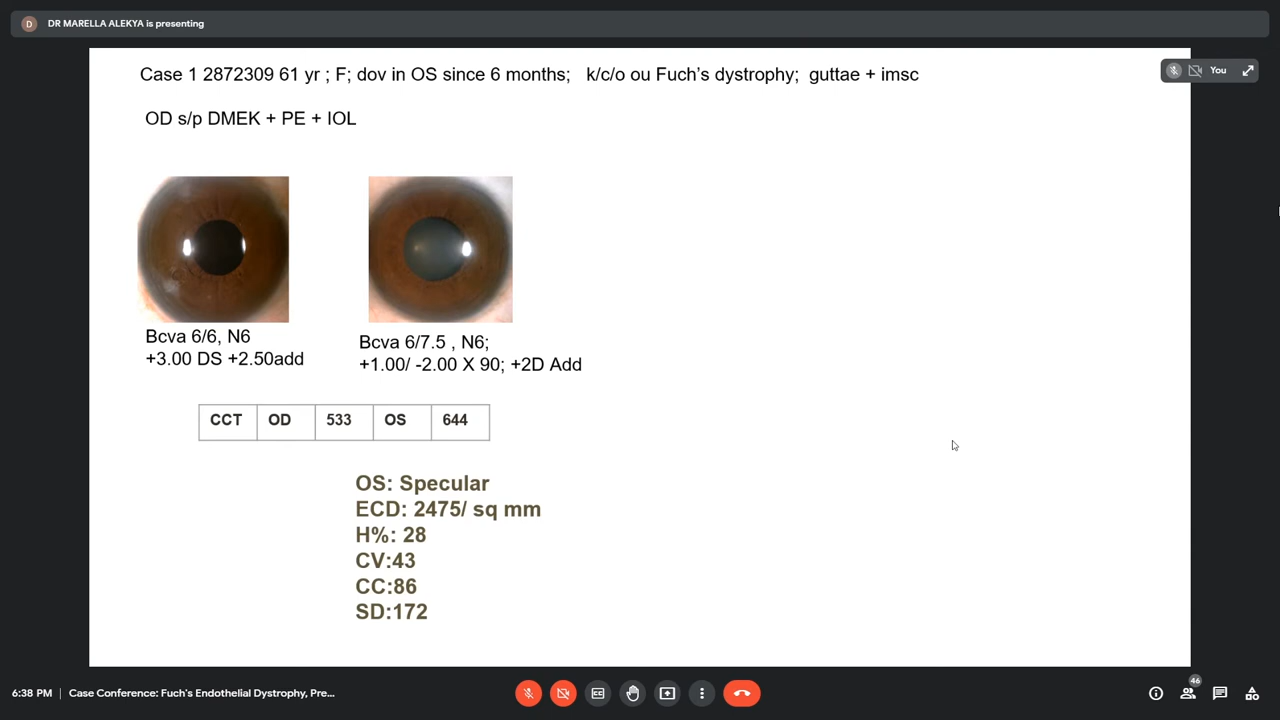 D DR MARELLA ALEKYA is presenting
Case 1 2872309 61 yr ; F; dov in OS since 6 months; k/c/o ou Fuch’s dystrophy; guttae + imsc
You
OD s/p DMEK + PE + IOL
Bcva 6/6, N6
+3.00 DS +2.50add
Bcva 6/7.5 , N6;
+1.00/ -2.00 X 90; +2D Add
CCT OD 533 OS 644
OS: Specular
ECD: 2475/ sq mm
H%: 28
CV:43
CC:86
SD:172
6:38 PM | Case Conference: Fuch's Endothelial Dystrophy, Pre...
46